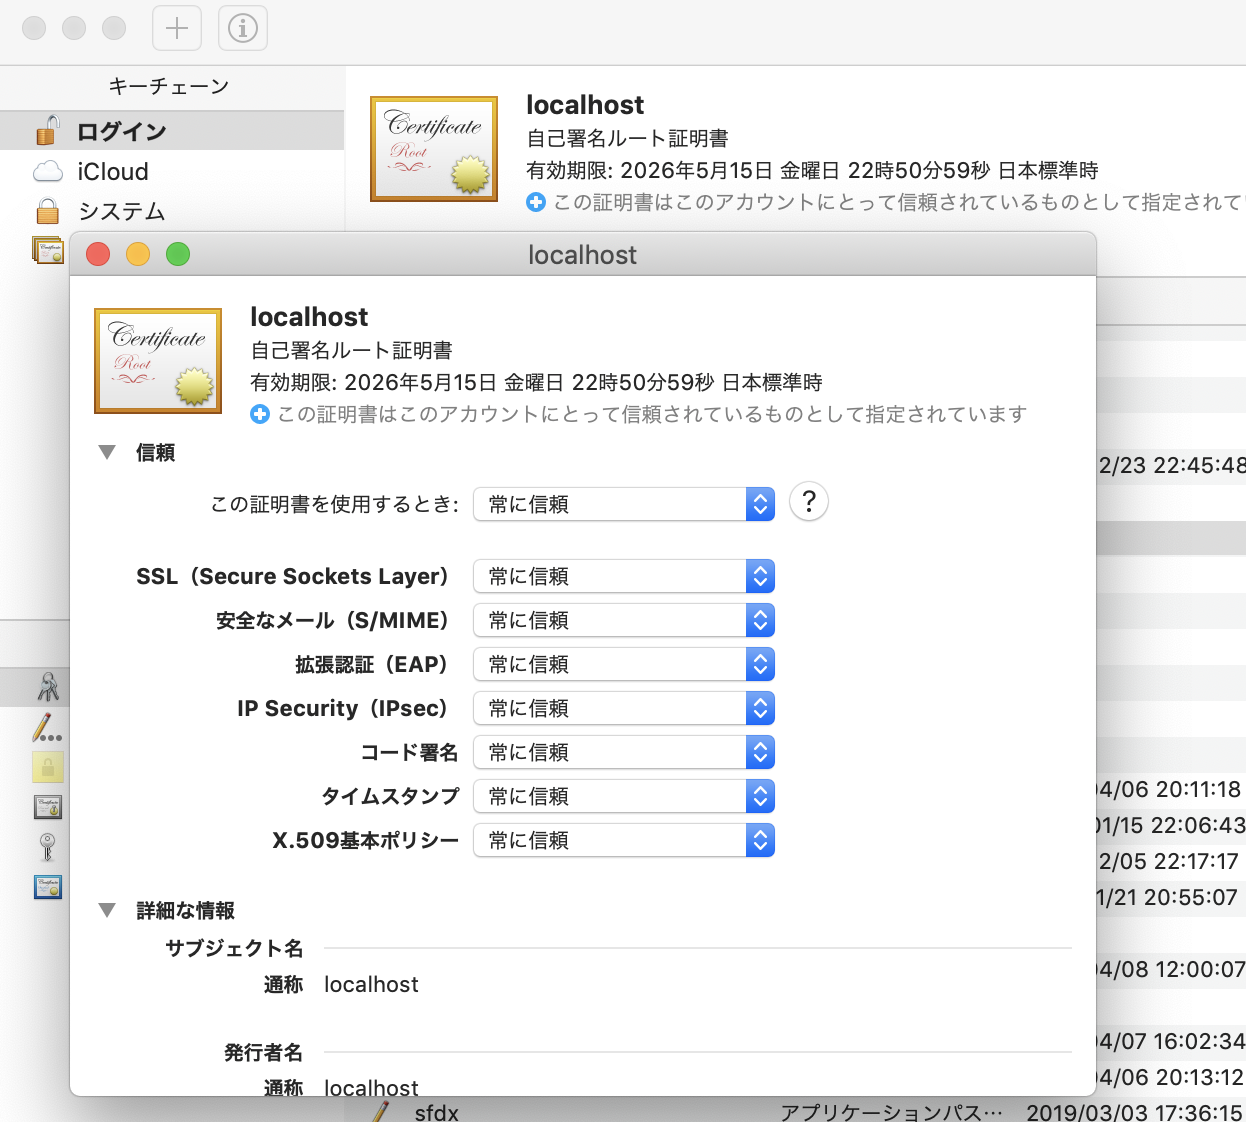 キーチェーン
ログイン
iCloud
システム
Certificate
Root
localhost
自己署名ルート証明書
有効期限: 2026年5月15日 金曜日 22時50分59秒 日本標準時
この証明書はこのアカウントにとって信頼されているものとして指定されて
localhost
Certificate
Root
localhost
自己署名ルート証明書
有効期限: 2026年5月15日 金曜日 22時50分59秒 日本標準時
この証明書はこのアカウントにとって信頼されているものとして指定されています
信頼
この証明書を使用するとき: 常に信頼 ?
SSL（Secure Sockets Layer） 常に信頼
安全なメール（S/MIME） 常に信頼
拡張認証（EAP） 常に信頼
IP Security（IPsec） 常に信頼
コード署名 常に信頼
タイムスタンプ 常に信頼
X.509基本ポリシー 常に信頼
詳細な情報
サブジェクト名
通称 localhost
発行者名
通称 localhost
2/23 22:45:48
04/06 20:11:18
01/15 22:06:43
2/05 22:17:17
1/21 20:55:07
04/08 12:00:07
04/07 16:02:34
04/06 20:13:12
sfdx アプリケーションパス… 2019/03/03 17:36:15